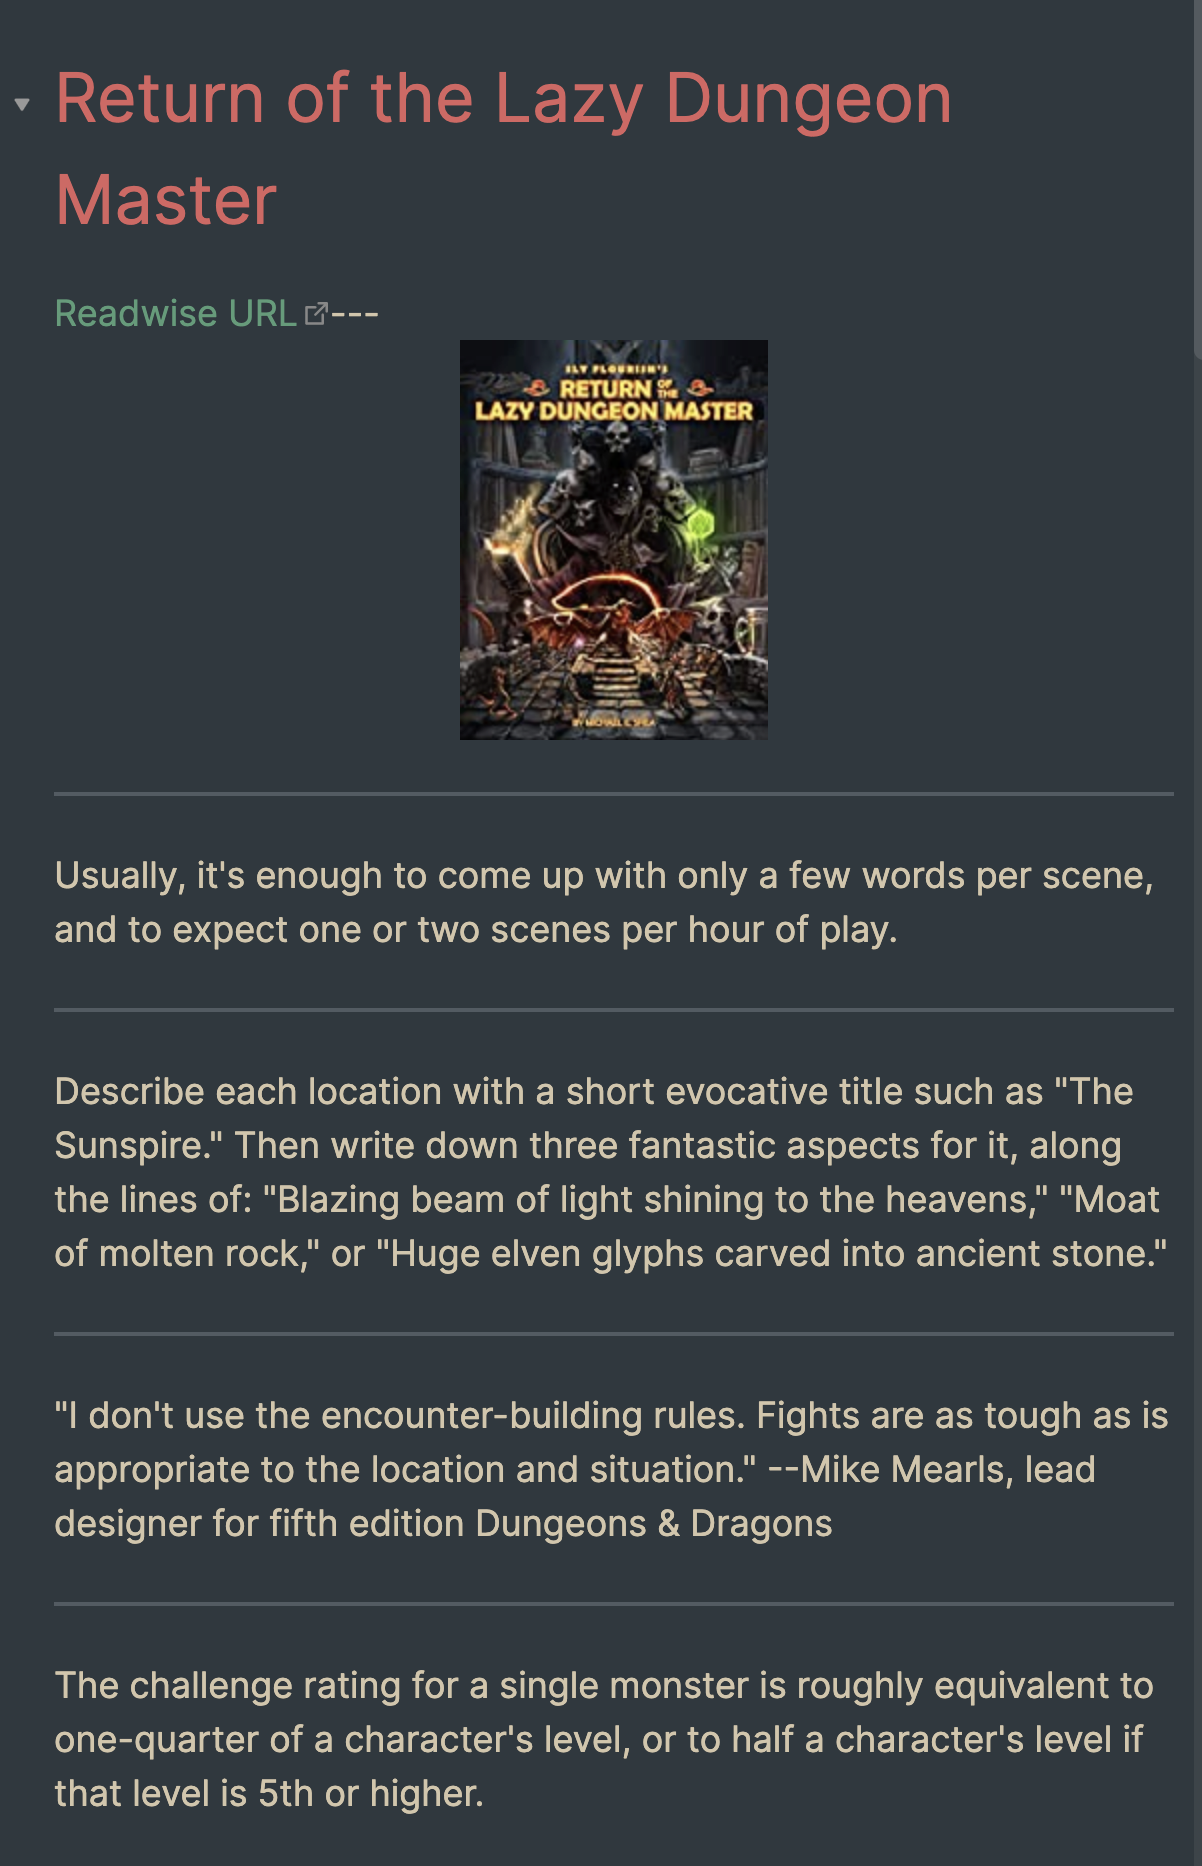 Return of the Lazy Dungeon
Master
Readwise URL---
SLY FLOURISH'S
RETURN OF THE
LAZY DUNGEON MASTER
BY MICHAEL E. SHEA
Usually, it's enough to come up with only a few words per scene,
and to expect one or two scenes per hour of play.
Describe each location with a short evocative title such as "The
Sunspire." Then write down three fantastic aspects for it, along
the lines of: "Blazing beam of light shining to the heavens," "Moat
of molten rock," or "Huge elven glyphs carved into ancient stone."
"I don't use the encounter-building rules. Fights are as tough as is
appropriate to the location and situation." --Mike Mearls, lead
designer for fifth edition Dungeons & Dragons
The challenge rating for a single monster is roughly equivalent to
one-quarter of a character's level, or to half a character's level if
that level is 5th or higher.